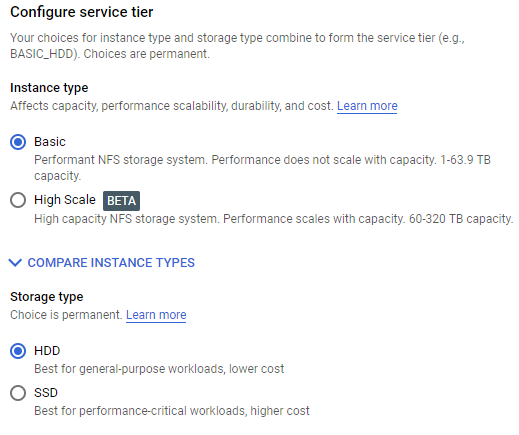 Configure service tier
Your choices for instance type and storage type combine to form the service tier (e.g.,
BASIC_HDD). Choices are permanent.
Instance type
Affects capacity, performance scalability, durability, and cost. Learn more
Basic
Performant NFS storage system. Performance does not scale with capacity. 1-63.9 TB
capacity.
High Scale BETA
High capacity NFS storage system. Performance scales with capacity. 60-320 TB capacity.
COMPARE INSTANCE TYPES
Storage type
Choice is permanent. Learn more
HDD
Best for general-purpose workloads, lower cost
SSD
Best for performance-critical workloads, higher cost